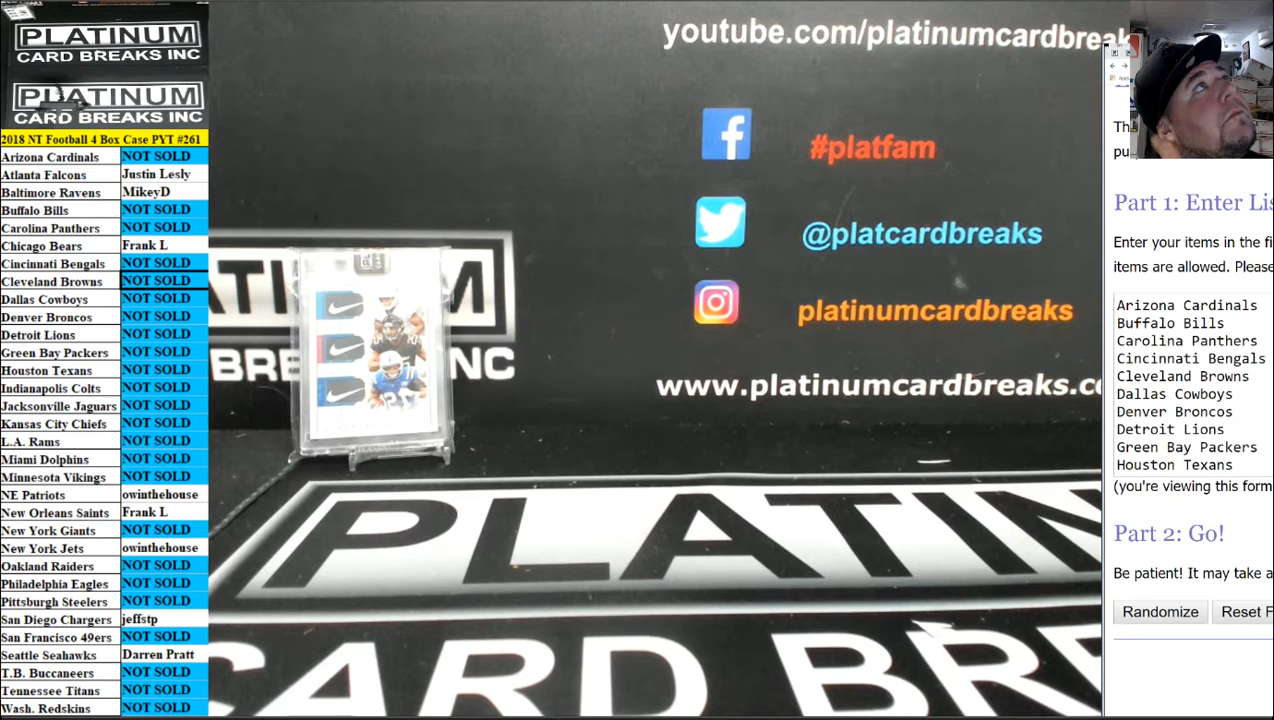 PLATINUM
CARD BREAKS INC
PLATINUM
CARD BREAKS INC
2018 NT Football 4 Box Case PYT #261
Arizona Cardinals NOT SOLD
Atlanta Falcons Justin Lesly
Baltimore Ravens MikeyD
Buffalo Bills NOT SOLD
Carolina Panthers NOT SOLD
Chicago Bears Frank L
Cincinnati Bengals NOT SOLD
Cleveland Browns NOT SOLD
Dallas Cowboys NOT SOLD
Denver Broncos NOT SOLD
Detroit Lions NOT SOLD
Green Bay Packers NOT SOLD
Houston Texans NOT SOLD
Indianapolis Colts NOT SOLD
Jacksonville Jaguars NOT SOLD
Kansas City Chiefs NOT SOLD
L.A. Rams NOT SOLD
Miami Dolphins NOT SOLD
Minnesota Vikings NOT SOLD
NE Patriots owinthehouse
New Orleans Saints Frank L
New York Giants NOT SOLD
New York Jets owinthehouse
Oakland Raiders NOT SOLD
Philadelphia Eagles NOT SOLD
Pittsburgh Steelers NOT SOLD
San Diego Chargers jeffstp
San Francisco 49ers NOT SOLD
Seattle Seahawks Darren Pratt
T.B. Buccaneers NOT SOLD
Tennessee Titans NOT SOLD
Wash. Redskins NOT SOLD
youtube.com/platinumcardbreak
#platfam
@platcardbreaks
platinumcardbreaks
www.platinumcardbreaks.c
INC
PLATIN
CARD BRE
Part 1: Enter Lis
Enter your items in the fi
items are allowed. Please
Arizona Cardinals
Buffalo Bills
Carolina Panthers
Cincinnati Bengals
Cleveland Browns
Dallas Cowboys
Denver Broncos
Detroit Lions
Green Bay Packers
Houston Texans
(you're viewing this form
Part 2: Go!
Be patient! It may take a
Randomize
Reset F